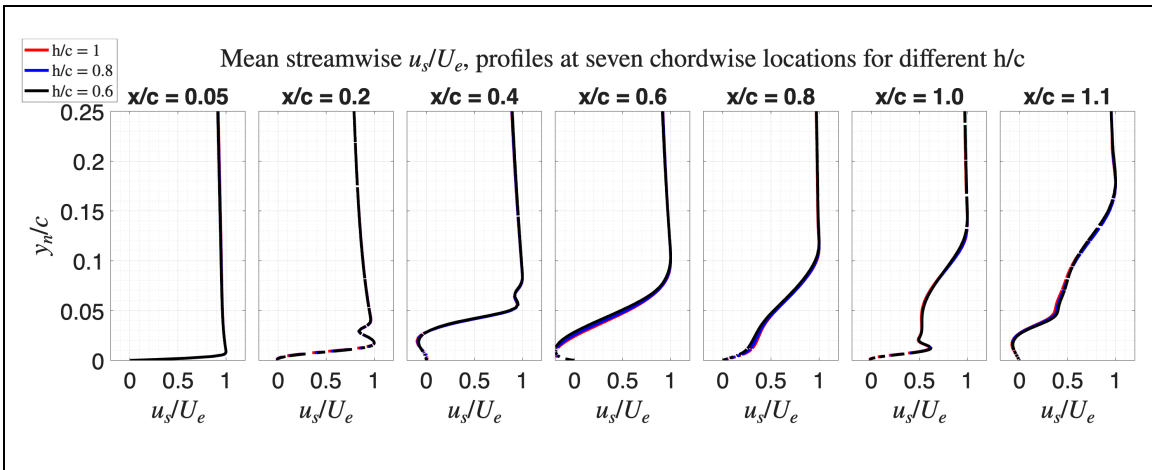 h/c = 1
h/c = 0.8
h/c = 0.6
Mean streamwise u_s/U_e, profiles at seven chordwise locations for different h/c
x/c = 0.05 x/c = 0.2 x/c = 0.4 x/c = 0.6 x/c = 0.8 x/c = 1.0 x/c = 1.1
0.25
0.2
0.15
0.1
0.05
0
y_n/c
0 0.5 1 0 0.5 1 0 0.5 1 0 0.5 1 0 0.5 1 0 0.5 1 0 0.5 1
u_s/U_e u_s/U_e u_s/U_e u_s/U_e u_s/U_e u_s/U_e u_s/U_e